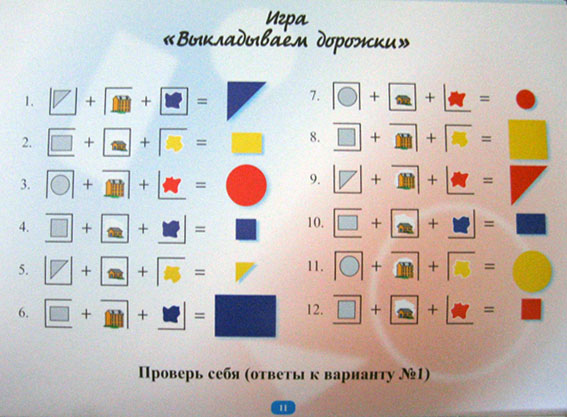 Игра
«Выкладываем дорожки»
1. + + =
2. + + =
3. + + =
4. + + =
5. + + =
6. + + =
7. + + =
8. + + =
9. + + =
10. + + =
11. + + =
12. + + =
Проверь себя (ответы к варианту №1)
11